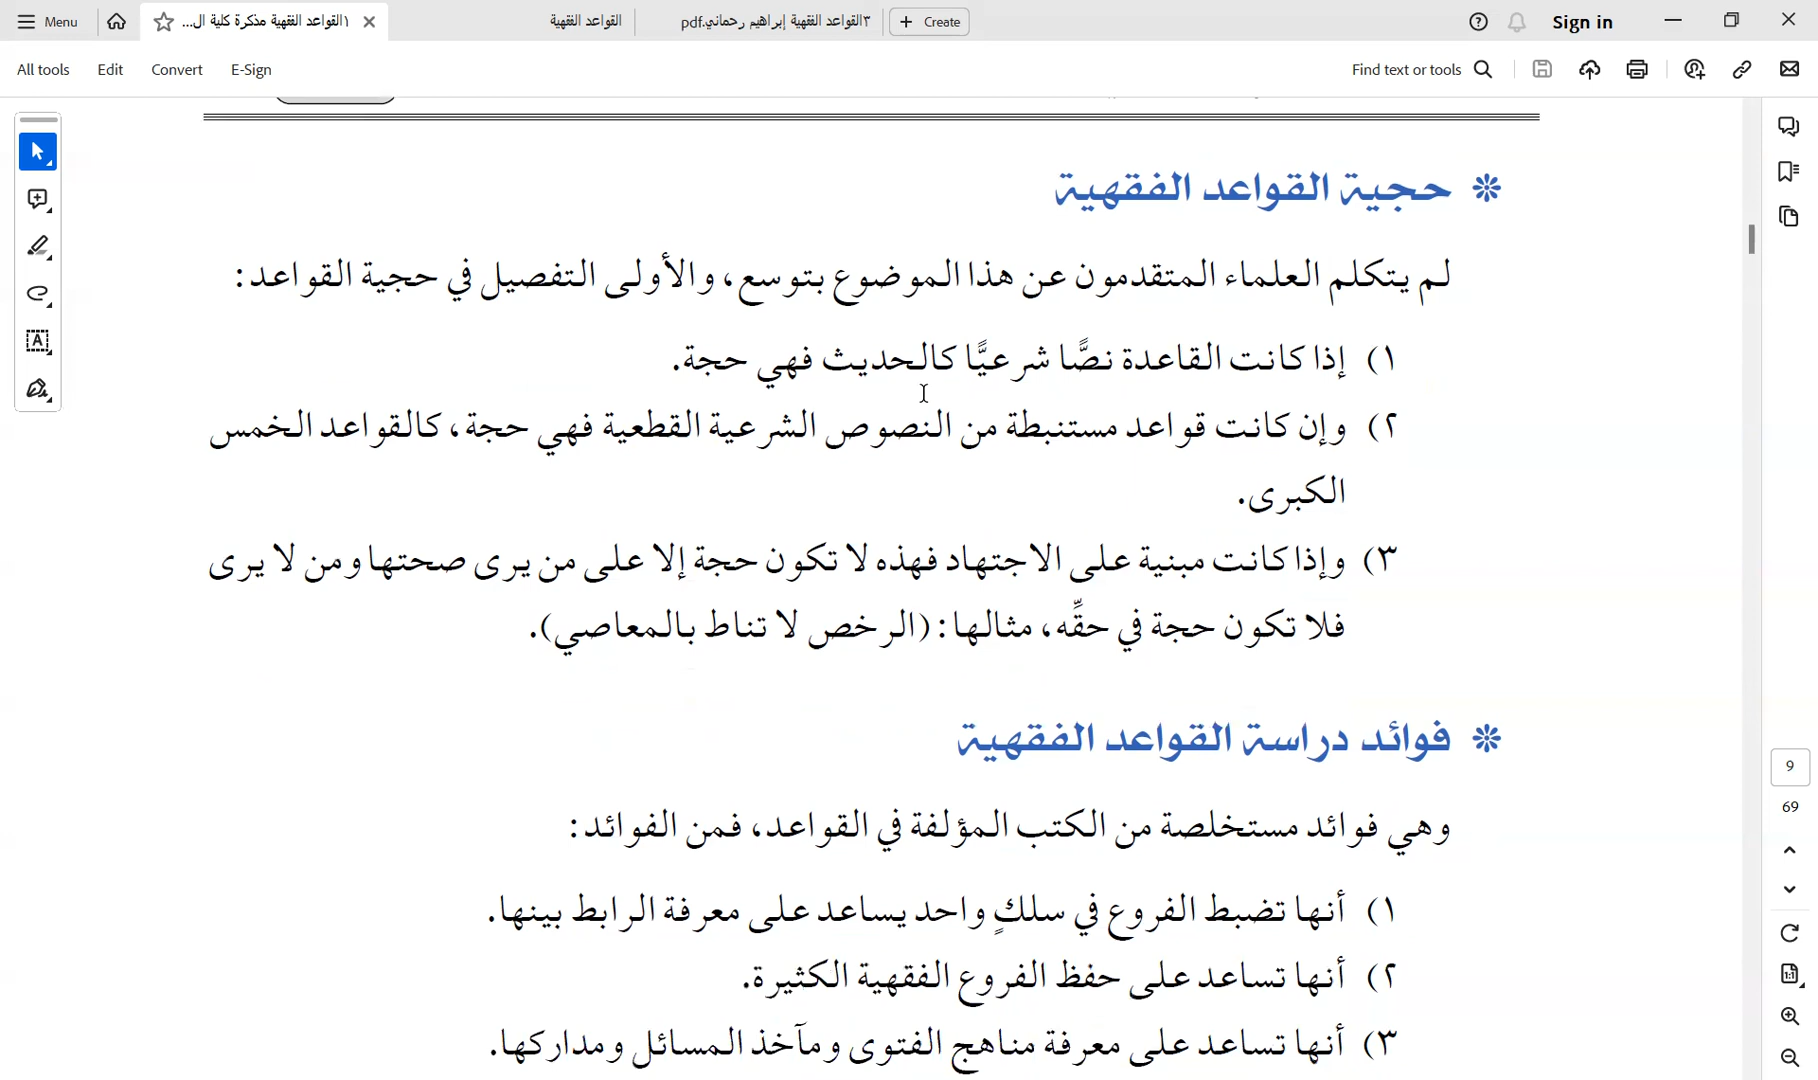 Menu
١القواعد الفقهية مذكرة كلية ال...
القواعد الفقهية
٣القواعد الفقهية إبراهيم رحماني.pdf
Create
Sign in
All tools
Edit
Convert
E-Sign
Find text or tools
حجية القواعد الفقهية
لم يتكلم العلماء المتقدمون عن هذا الموضوع بتوسع، والأولى التفصيل في حجية القواعد:
١) إذا كانت القاعدة نصًّا شرعيًّا كالحديث فهي حجة.
٢) وإن كانت قواعد مستنبطة من النصوص الشرعية القطعية فهي حجة، كالقواعد الخمس
الكبرى.
٣) وإذا كانت مبنية على الاجتهاد فهذه لا تكون حجة إلا على من يرى صحتها ومن لا يرى
فلا تكون حجة في حقِّه، مثالها: (الرخص لا تناط بالمعاصي).
فوائد دراسة القواعد الفقهية
وهي فوائد مستخلصة من الكتب المؤلفة في القواعد، فمن الفوائد:
١) أنها تضبط الفروع في سلكٍ واحد يساعد على معرفة الرابط بينها.
٢) أنها تساعد على حفظ الفروع الفقهية الكثيرة.
٣) أنها تساعد على معرفة مناهج الفتوى ومآخذ المسائل ومداركها.
9
69